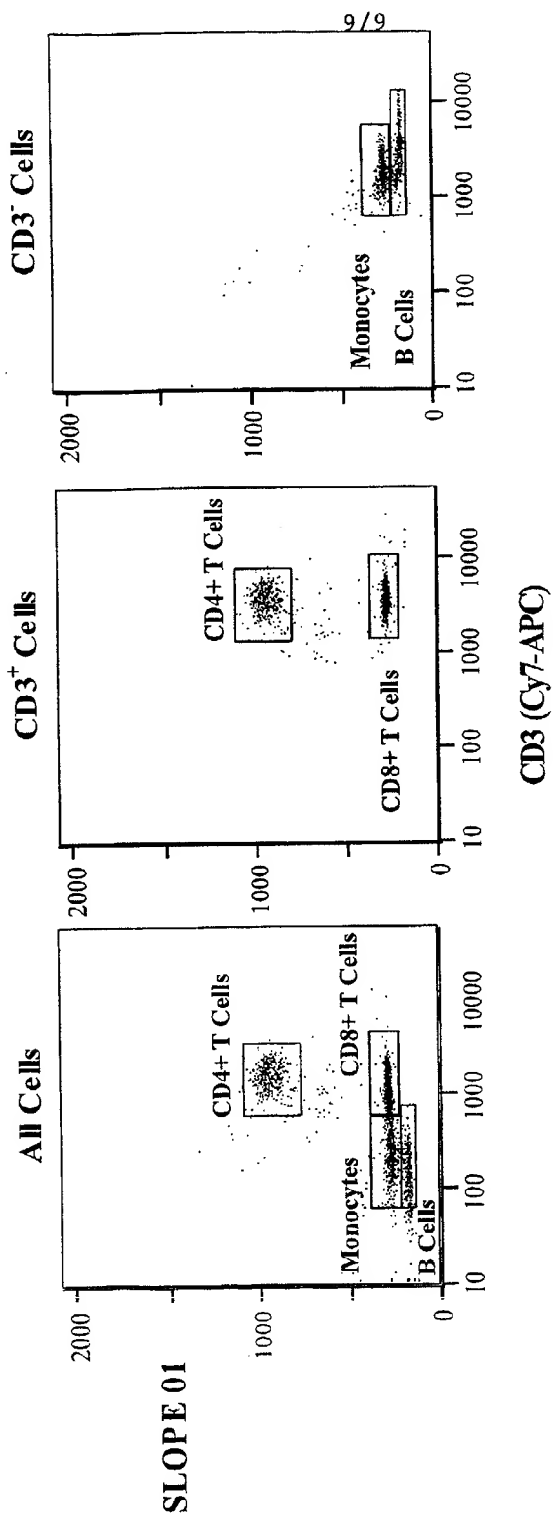 6/6
All Cells
CD3+ Cells
CD3- Cells
SLOPE 01
2000
1000
0
10
100
1000
10000
CD4+ T Cells
CD8+ T Cells
Monocytes
B Cells
2000
1000
0
10
100
1000
10000
CD4+ T Cells
CD8+ T Cells
2000
1000
0
10
100
1000
10000
Monocytes
B Cells
CD3 (Cy7-APC)